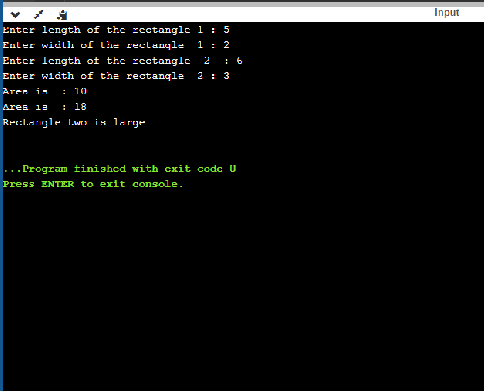 Input
Enter length of the rectangle 1 : 5
Enter width of the rectangle 1 : 2
Enter length of the rectangle 2 : 6
Enter width of the rectangle 2 : 3
Area is : 10
Area is : 18
Rectangle two is large
...Program finished with exit code 0
Press ENTER to exit console.